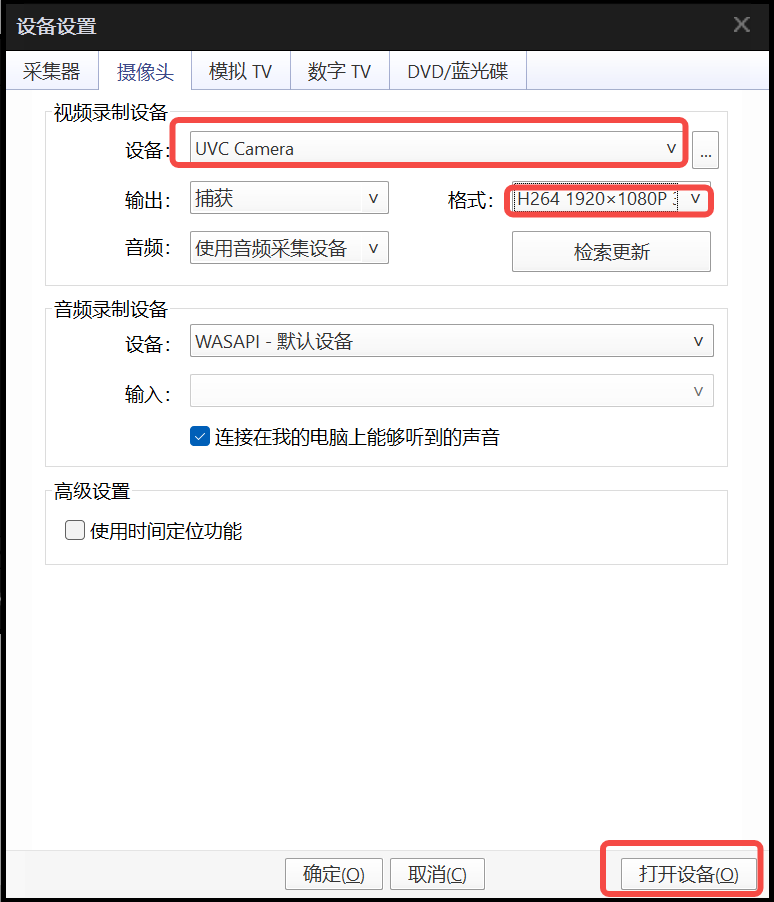 设备设置
采集器 摄像头 模拟 TV 数字 TV DVD/蓝光碟
视频录制设备
设备: UVC Camera ...
输出: 捕获 格式: H264 1920×1080P
音频: 使用音频采集设备 检索更新
音频录制设备
设备: WASAPI - 默认设备
输入:
连接在我的电脑上能够听到的声音
高级设置
使用时间定位功能
确定(O) 取消(C) 打开设备(O)